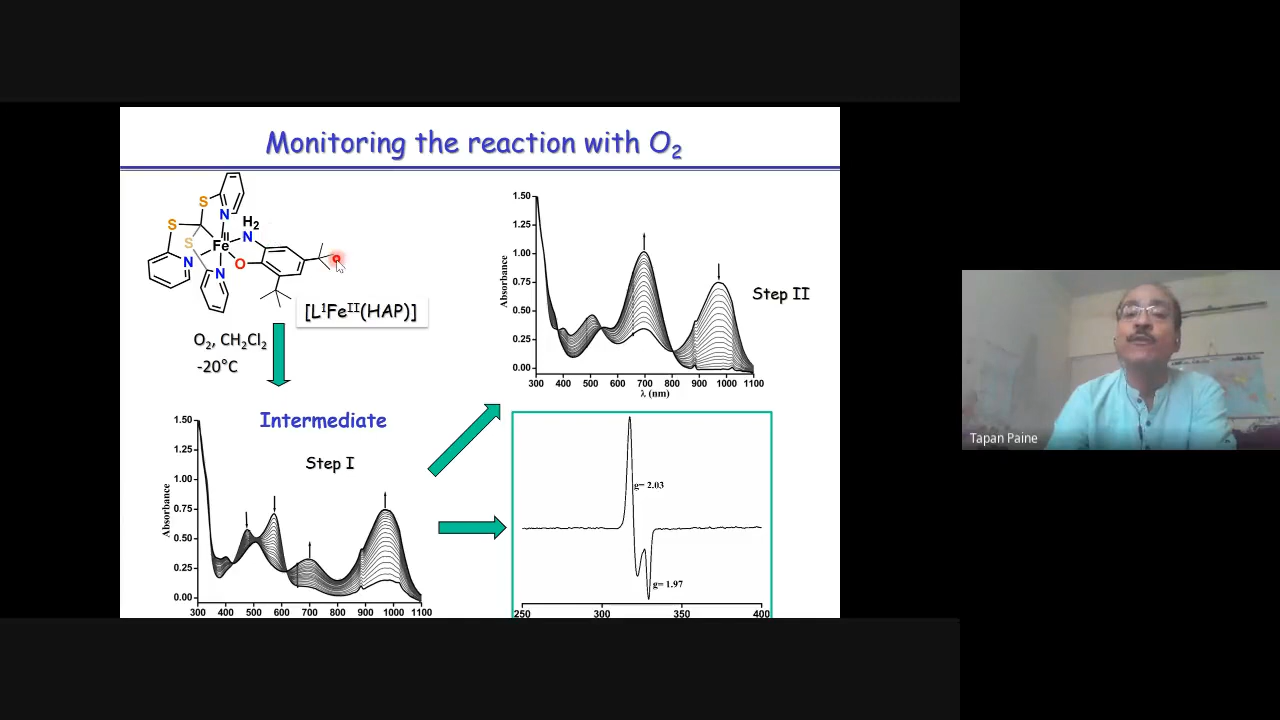 Monitoring the reaction with O₂
S
N
H₂
S
N
II
Fe
S
O
N
N
[L¹Feᴵᴵ(HAP)]
O₂, CH₂Cl₂
-20°C
Intermediate
Step I
1.50
1.25
1.00
0.75
0.50
0.25
0.00
Absorbance
300 400 500 600 700 800 900 1000 1100
1.50
1.25
1.00
0.75
0.50
0.25
0.00
Absorbance
300 400 500 600 700 800 900 1000 1100
λ (nm)
Step II
g= 2.03
g= 1.97
250 300 350 400
Tapan Paine